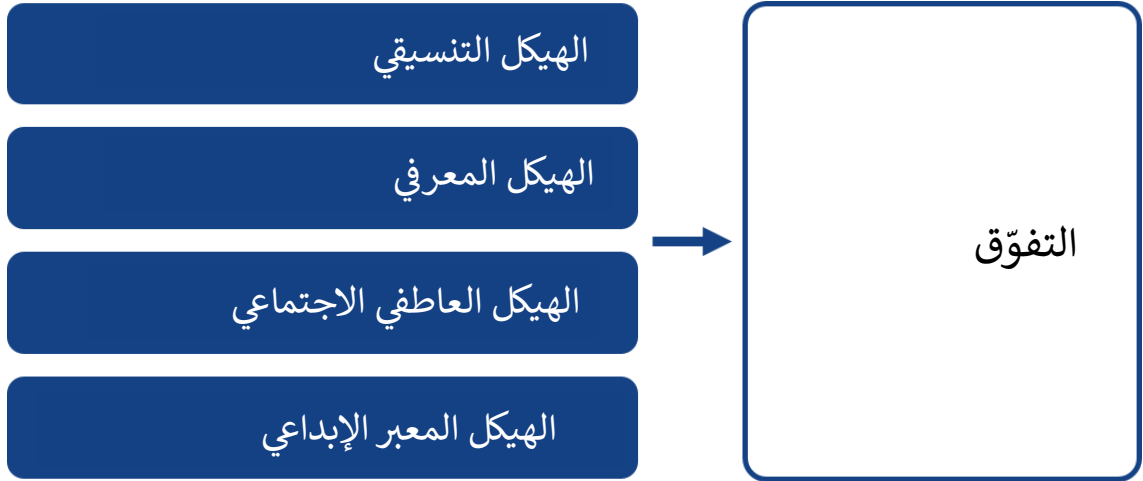 الهيكل التنسيقي
الهيكل المعرفي
الهيكل العاطفي الاجتماعي
الهيكل المعبر الإبداعي
التفوّق